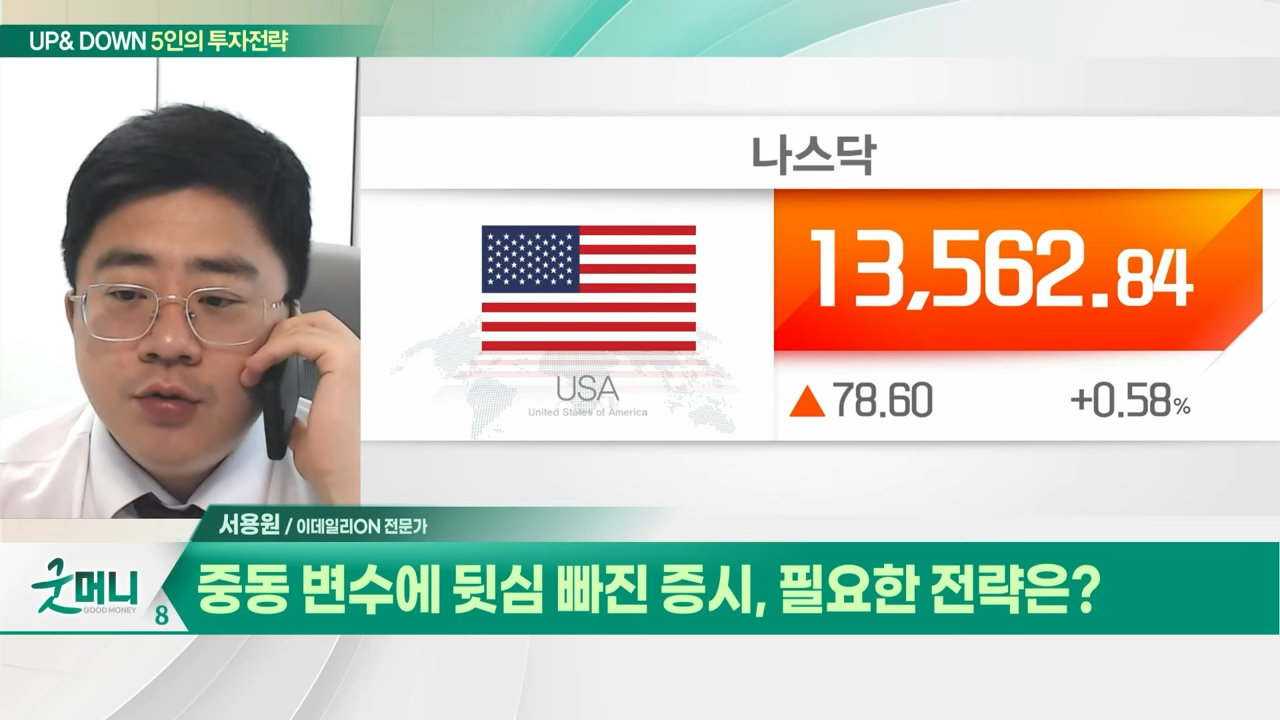 UP& DOWN 5인의 투자전략
나스닥
13,562.84
USA
United States of America
▲78.60 +0.58%
서용원 / 이데일리ON 전문가
굿머니
GOOD MONEY
8
중동 변수에 뒷심 빠진 증시, 필요한 전략은?